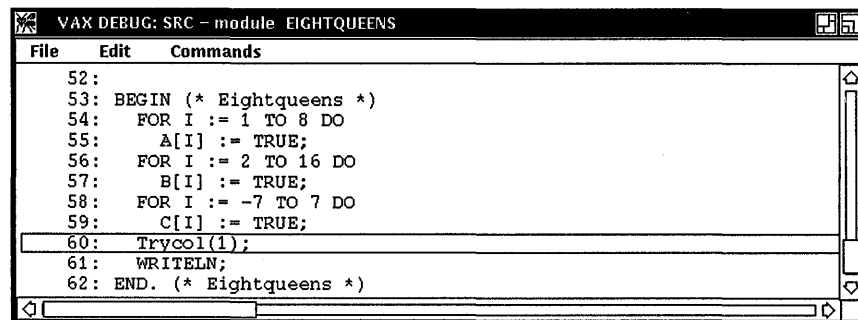 VAX DEBUG: SRC – module EIGHTQUEENS
File Edit Commands
52:
53: BEGIN (* Eightqueens *)
54: FOR I := 1 TO 8 DO
55: A[I] := TRUE;
56: FOR I := 2 TO 16 DO
57: B[I] := TRUE;
58: FOR I := -7 TO 7 DO
59: C[I] := TRUE;
60: Trycol(1);
61: WRITELN;
62: END. (* Eightqueens *)